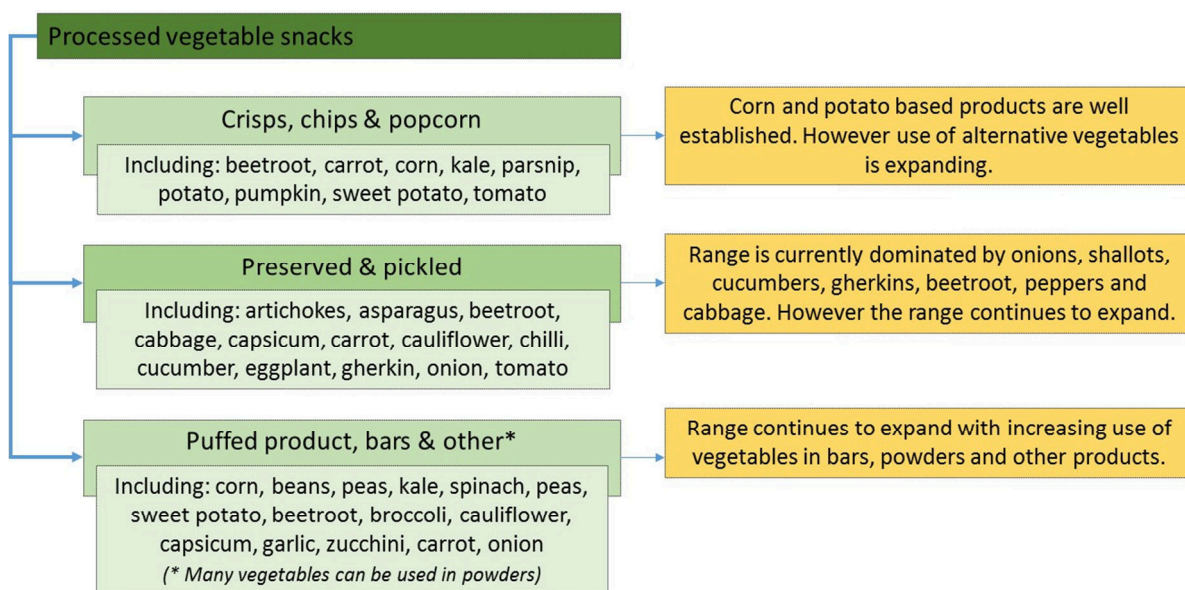 Processed vegetable snacks
Crisps, chips & popcorn
Including: beetroot, carrot, corn, kale, parsnip,
potato, pumpkin, sweet potato, tomato
Corn and potato based products are well
established. However use of alternative vegetables
is expanding.
Preserved & pickled
Including: artichokes, asparagus, beetroot,
cabbage, capsicum, carrot, cauliflower, chilli,
cucumber, eggplant, gherkin, onion, tomato
Range is currently dominated by onions, shallots,
cucumbers, gherkins, beetroot, peppers and
cabbage. However the range continues to expand.
Puffed product, bars & other*
Including: corn, beans, peas, kale, spinach, peas,
sweet potato, beetroot, broccoli, cauliflower,
capsicum, garlic, zucchini, carrot, onion
(* Many vegetables can be used in powders)
Range continues to expand with increasing use of
vegetables in bars, powders and other products.